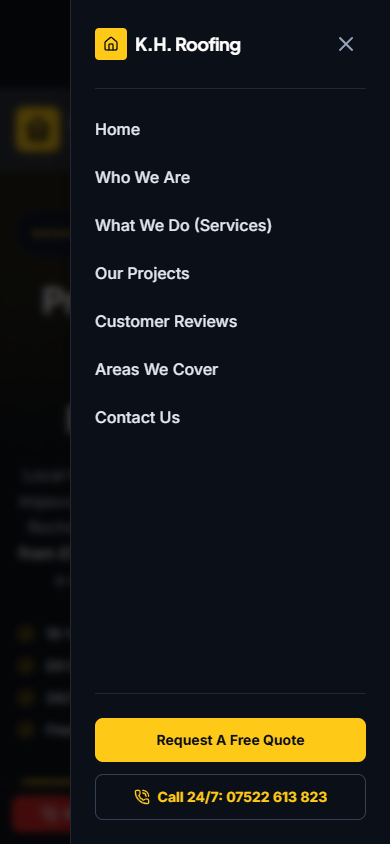 K.H. Roofing
Home
Who We Are
What We Do (Services)
Our Projects
Customer Reviews
Areas We Cover
Contact Us
Request A Free Quote
Call 24/7: 07522 613 823